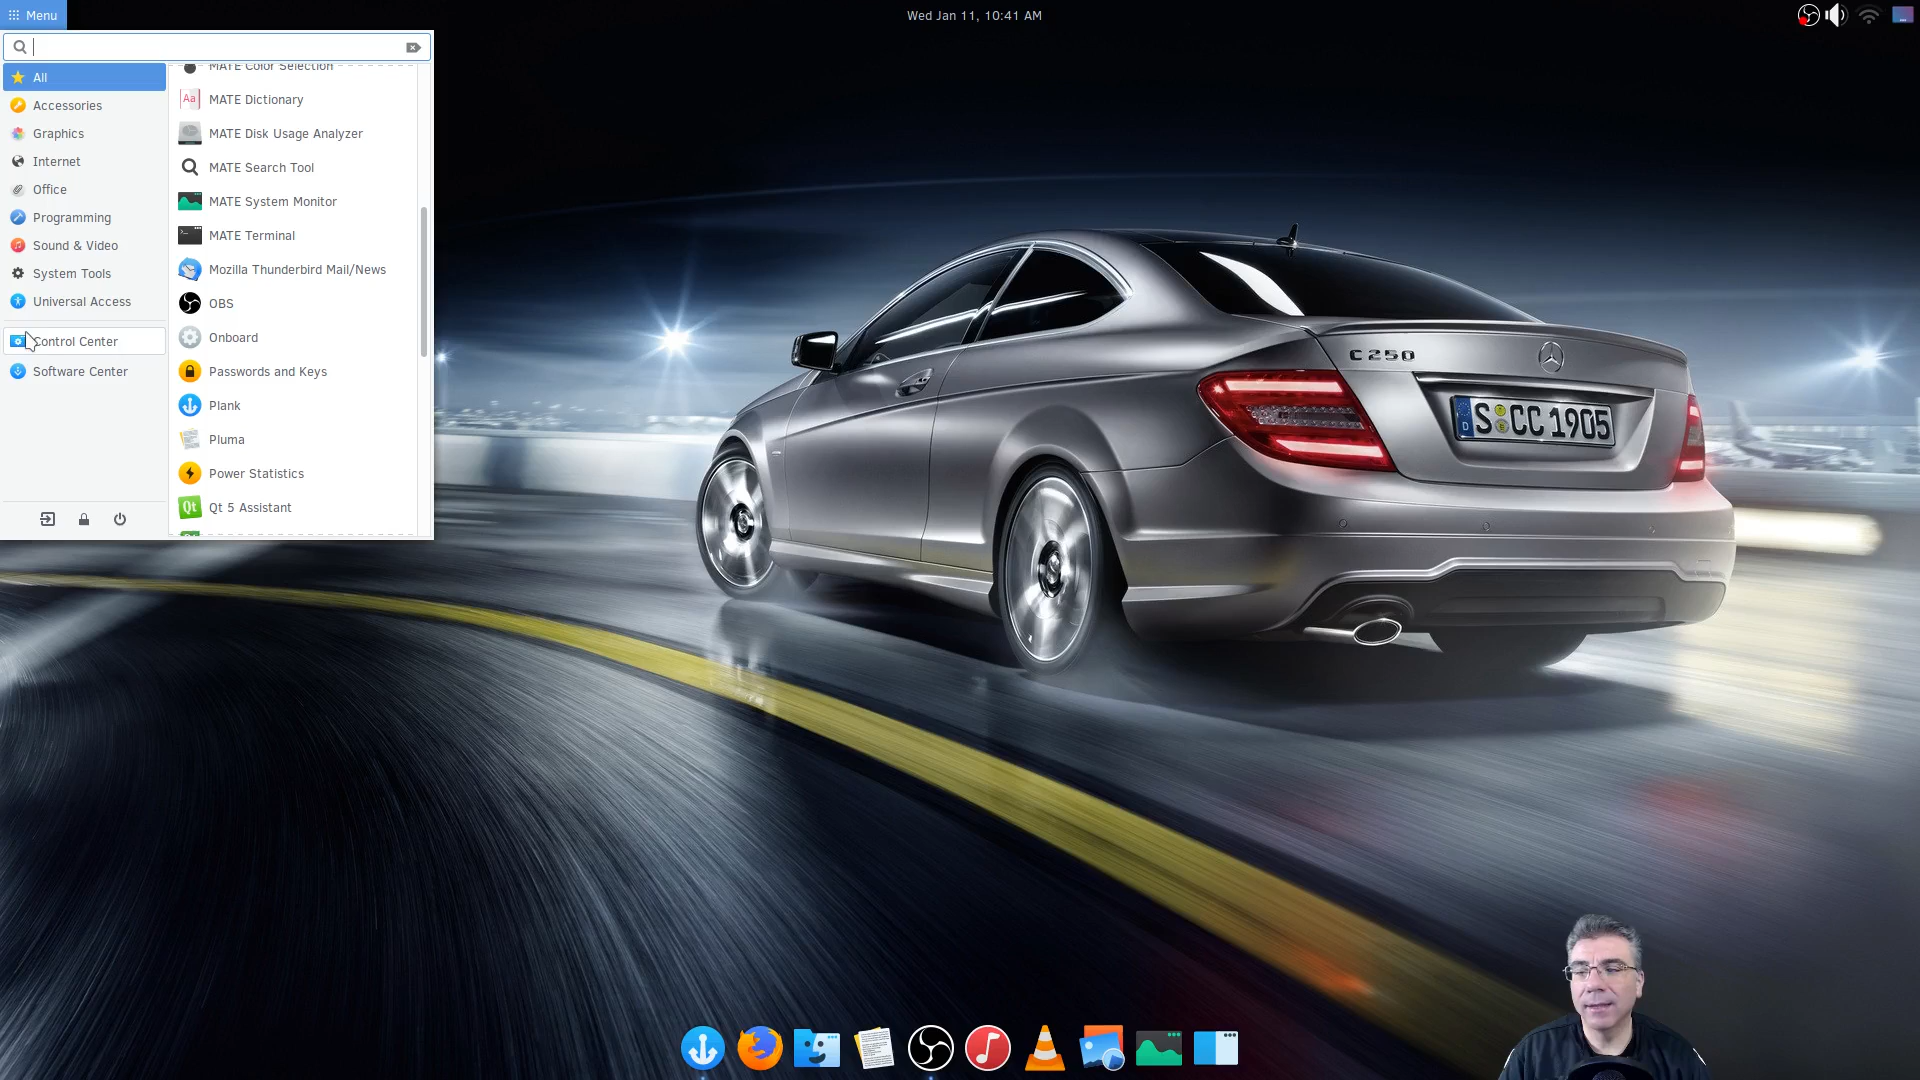 Menu
Wed Jan 11, 10:41 AM
All
Accessories
Graphics
Internet
Office
Programming
Sound & Video
System Tools
Universal Access
Control Center
Software Center
MATE Color Selection
MATE Dictionary
MATE Disk Usage Analyzer
MATE Search Tool
MATE System Monitor
MATE Terminal
Mozilla Thunderbird Mail/News
OBS
Onboard
Passwords and Keys
Plank
Pluma
Power Statistics
Qt 5 Assistant
Aa
Qt
C 250
D
S CC 1905